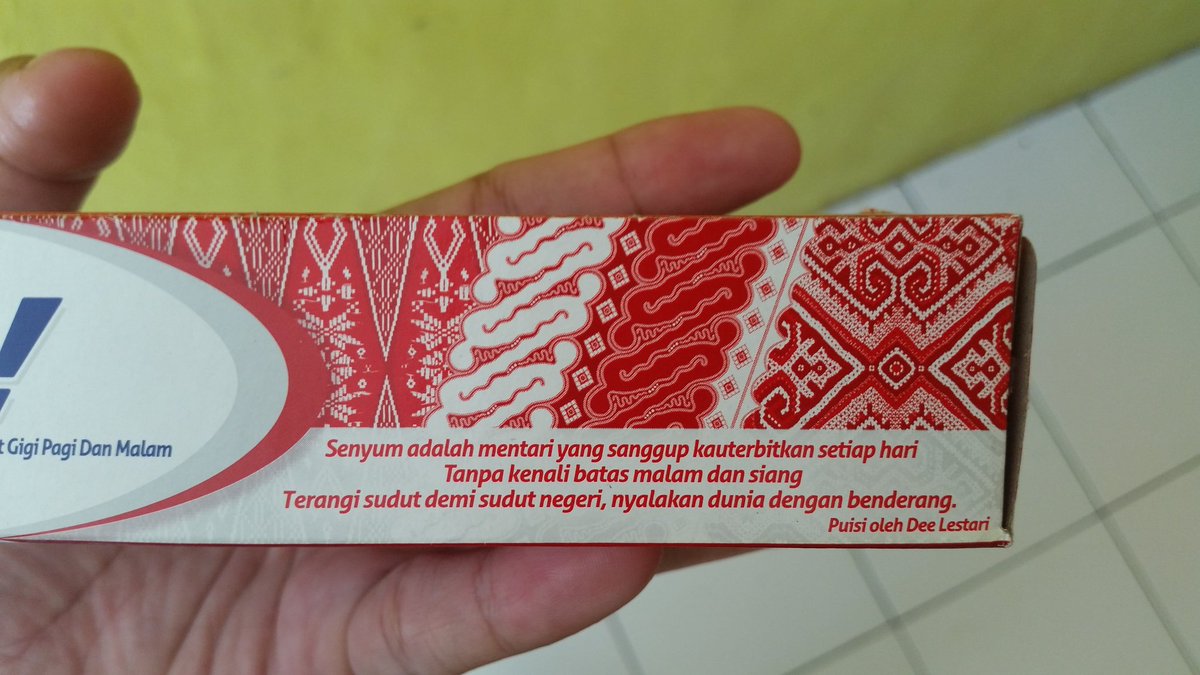 Gigi Pagi Dan Malam
Senyum adalah mentari yang sanggup kauterbitkan setiap hari
Tanpa kenali batas malam dan siang
Terangi sudut demi sudut negeri, nyalakan dunia dengan benderang.
Puisi oleh Dee Lestari